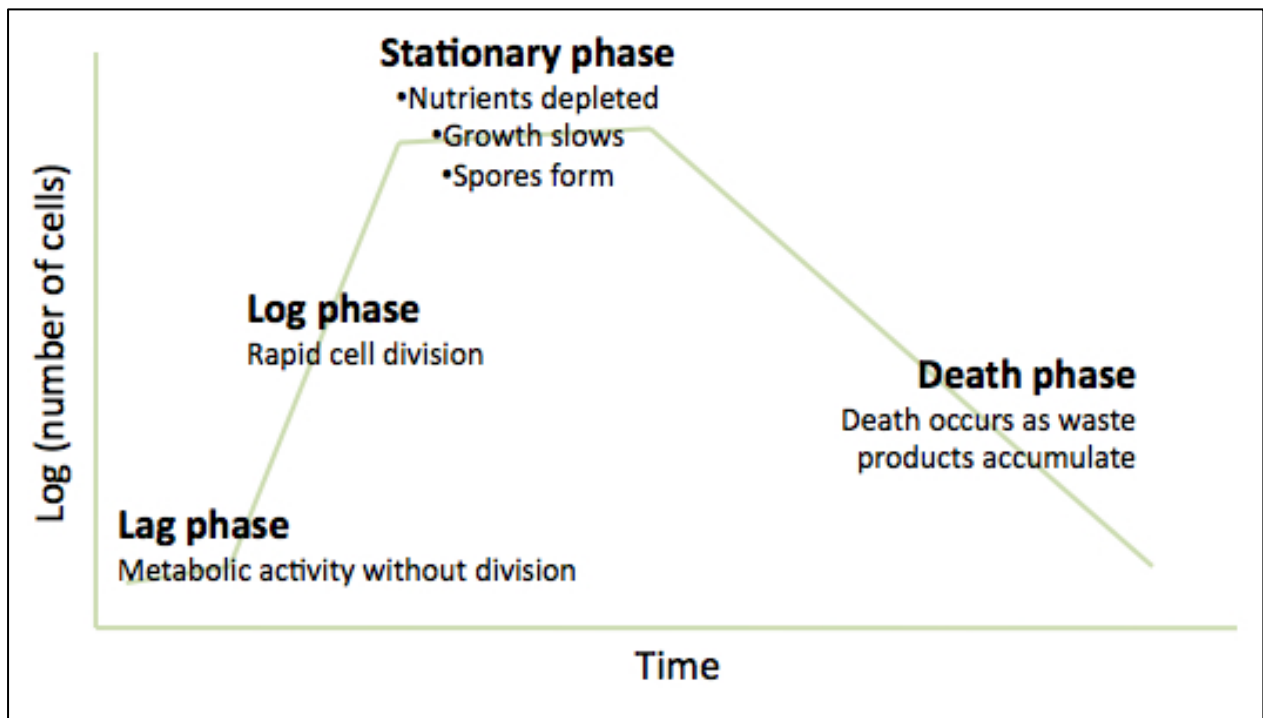 Stationary phase
•Nutrients depleted
•Growth slows
•Spores form
Log phase
Rapid cell division
Death phase
Death occurs as waste
products accumulate
Lag phase
Metabolic activity without division
Log (number of cells)
Time